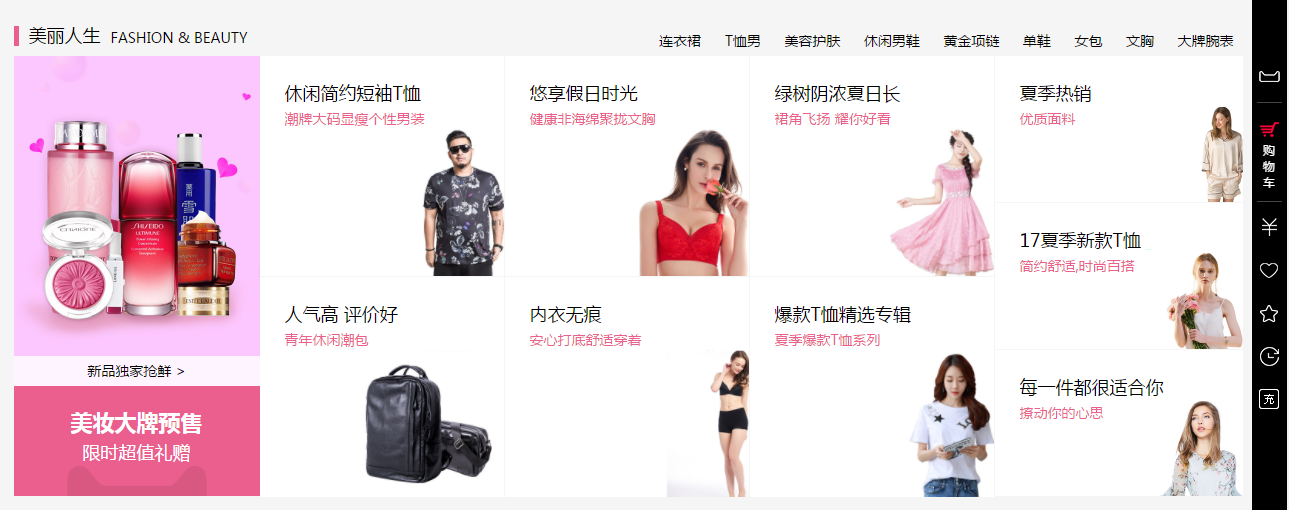 美丽人生 FASHION & BEAUTY
连衣裙 T恤男 美容护肤 休闲男鞋 黄金项链 单鞋 女包 文胸 大牌腕表
SHISEIDO
ULTIMUNE
CLINIQUE
新品独家抢鲜 >
美妆大牌预售
限时超值礼赠
休闲简约短袖T恤
潮牌大码显瘦个性男装
悠享假日时光
健康非海绵聚拢文胸
绿树阴浓夏日长
裙角飞扬 耀你好看
夏季热销
优质面料
17夏季新款T恤
简约舒适,时尚百搭
人气高 评价好
青年休闲潮包
内衣无痕
安心打底舒适穿着
爆款T恤精选专辑
夏季爆款T恤系列
每一件都很适合你
撩动你的心思
购
物
车
充